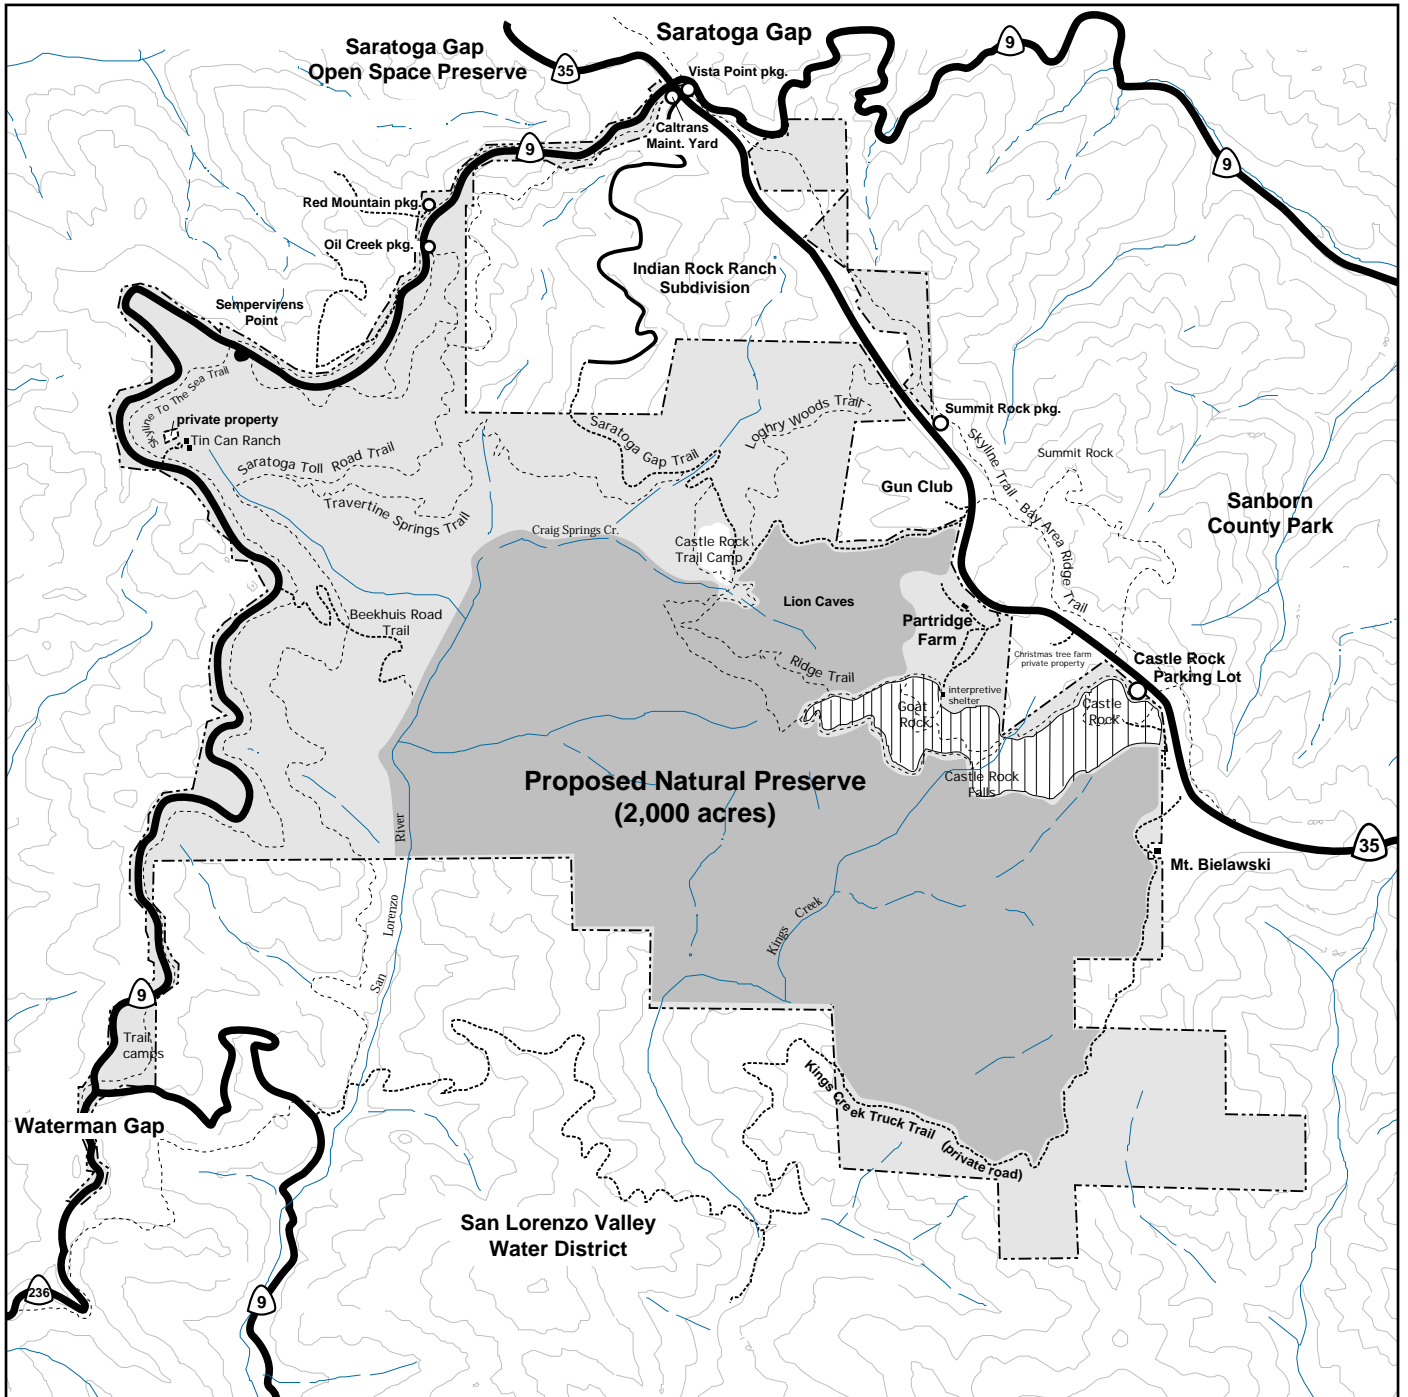 Saratoga Gap
Open Space Preserve
Saratoga Gap
35
9
Vista Point pkg.
Caltrans
Maint. Yard
9
9
Red Mountain pkg.
Oil Creek pkg.
Indian Rock Ranch
Subdivision
Sempervirens
Point
Skyline To The Sea Trail
private property
Tin Can Ranch
Saratoga Toll Road Trail
Travertine Springs Trail
Saratoga Gap Trail
Loghry Woods Trail
Summit Rock pkg.
Skyline Trail
Summit Rock
Gun Club
Bay Area Ridge Trail
Sanborn
County Park
Craig Springs Cr.
Castle Rock
Trail Camp
Lion Caves
Beekhuis Road
Trail
Partridge
Farm
Ridge Trail
Christmas tree farm
private property
Castle Rock
Parking Lot
interpretive
shelter
Goat
Rock
Castle
Rock
Castle Rock
Falls
Proposed Natural Preserve
(2,000 acres)
River
Lorenzo
San
Kings Creek
35
Mt. Bielawski
9
Trail
camps
Waterman Gap
Kings Creek Truck Trail (private road)
San Lorenzo Valley
Water District
236
9